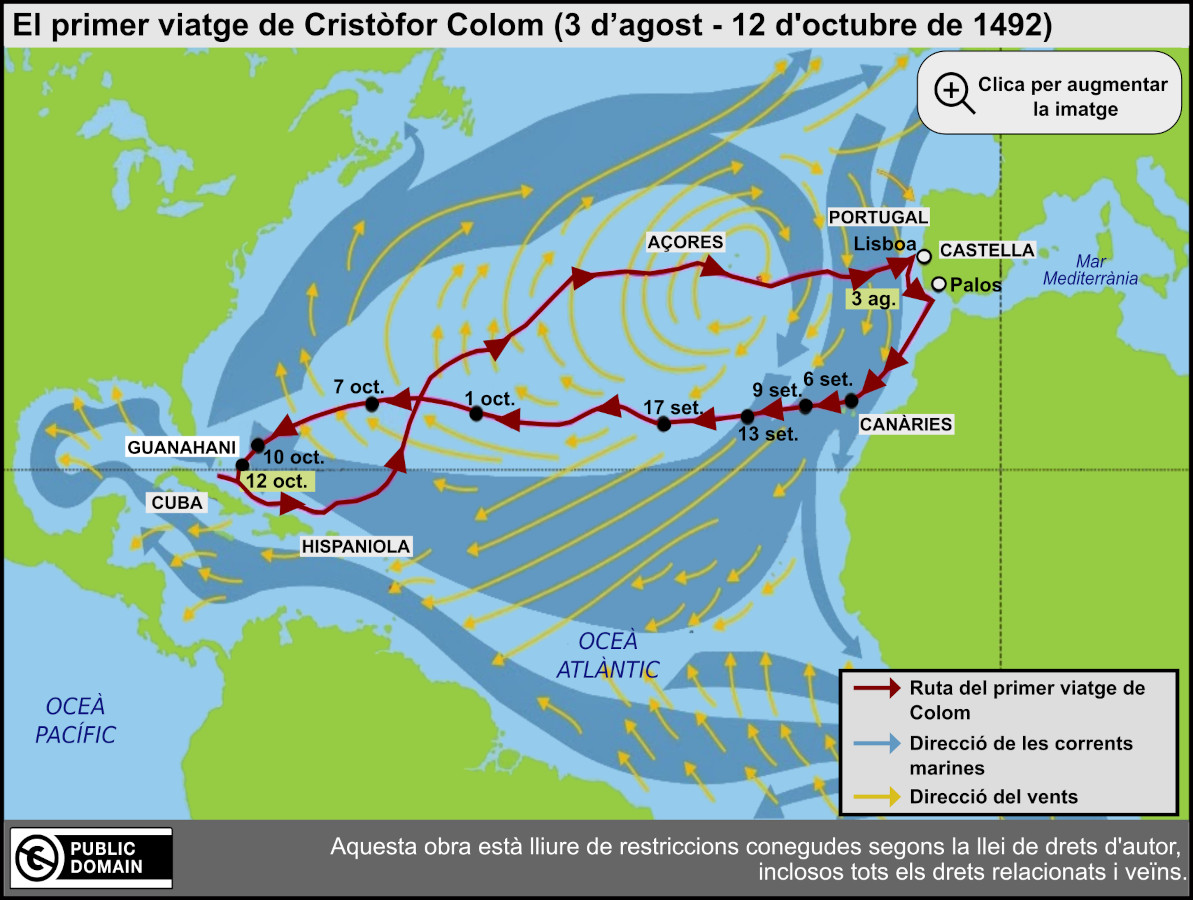 El primer viatge de Cristòfor Colom (3 d’agost - 12 d'octubre de 1492)
Clica per augmentar
la imatge
PORTUGAL
Lisboa
CASTELLA
AÇORES
Mar
Mediterrània
Palos
3 ag.
7 oct.
1 oct.
17 set.
9 set.
6 set.
13 set.
CANÀRIES
GUANAHANI
10 oct.
12 oct.
CUBA
HISPANIOLA
OCEÀ
ATLÀNTIC
OCEÀ
PACÍFIC
Ruta del primer viatge de
Colom
Direcció de les corrents
marines
Direcció del vents
PUBLIC
DOMAIN
Aquesta obra està lliure de restriccions conegudes segons la llei de drets d'autor,
inclosos tots els drets relacionats i veïns.